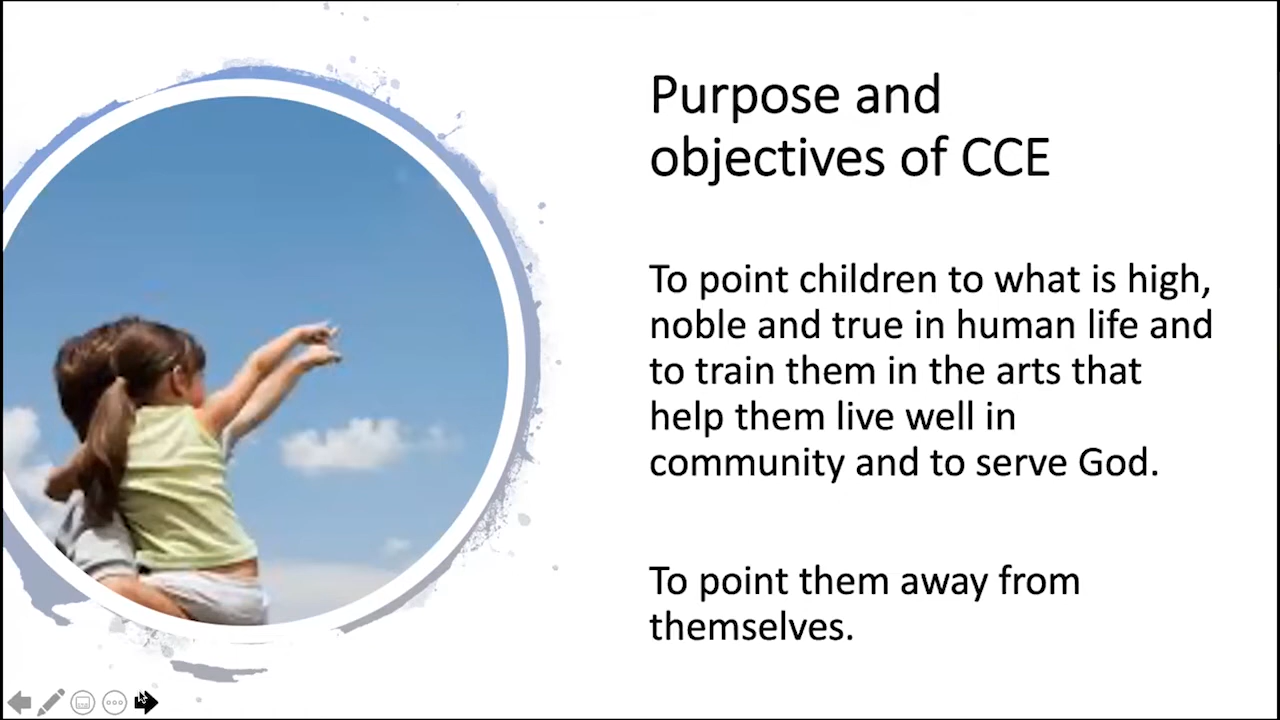 Purpose and
objectives of CCE
To point children to what is high,
noble and true in human life and
to train them in the arts that
help them live well in
community and to serve God.
To point them away from
themselves.